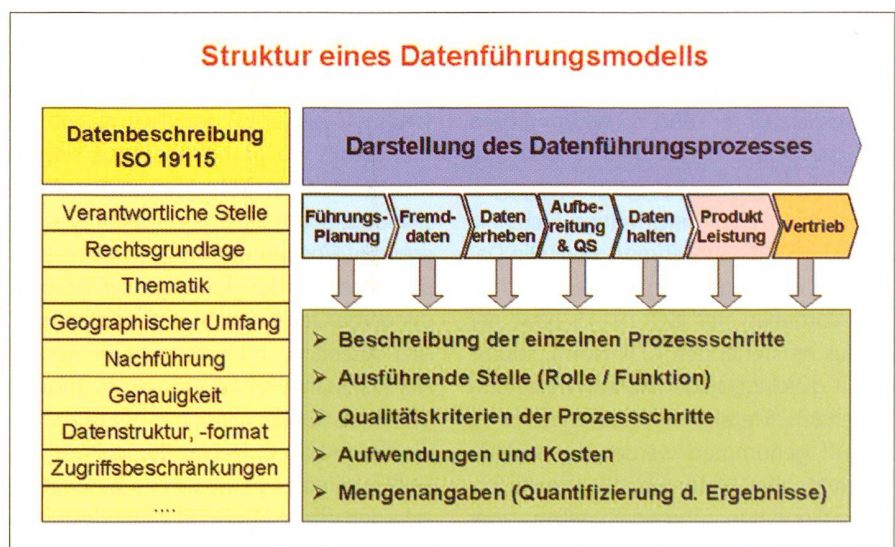 Struktur eines Datenführungsmodells
Datenbeschreibung
ISO 19115
Verantwortliche Stelle
Rechtsgrundlage
Thematik
Geographischer Umfang
Nachführung
Genauigkeit
Datenstruktur, -format
Zugriffsbeschränkungen
....
Darstellung des Datenführungsprozesses
Führungs-
Planung
Fremd-
daten
Daten
erheben
Aufbe-
reitung
& QS
Daten
halten
Produkt
Leistung
Vertrieb
➢ Beschreibung der einzelnen Prozessschritte
➢ Ausführende Stelle (Rolle / Funktion)
➢ Qualitätskriterien der Prozessschritte
➢ Aufwendungen und Kosten
➢ Mengenangaben (Quantifizierung d. Ergebnisse)